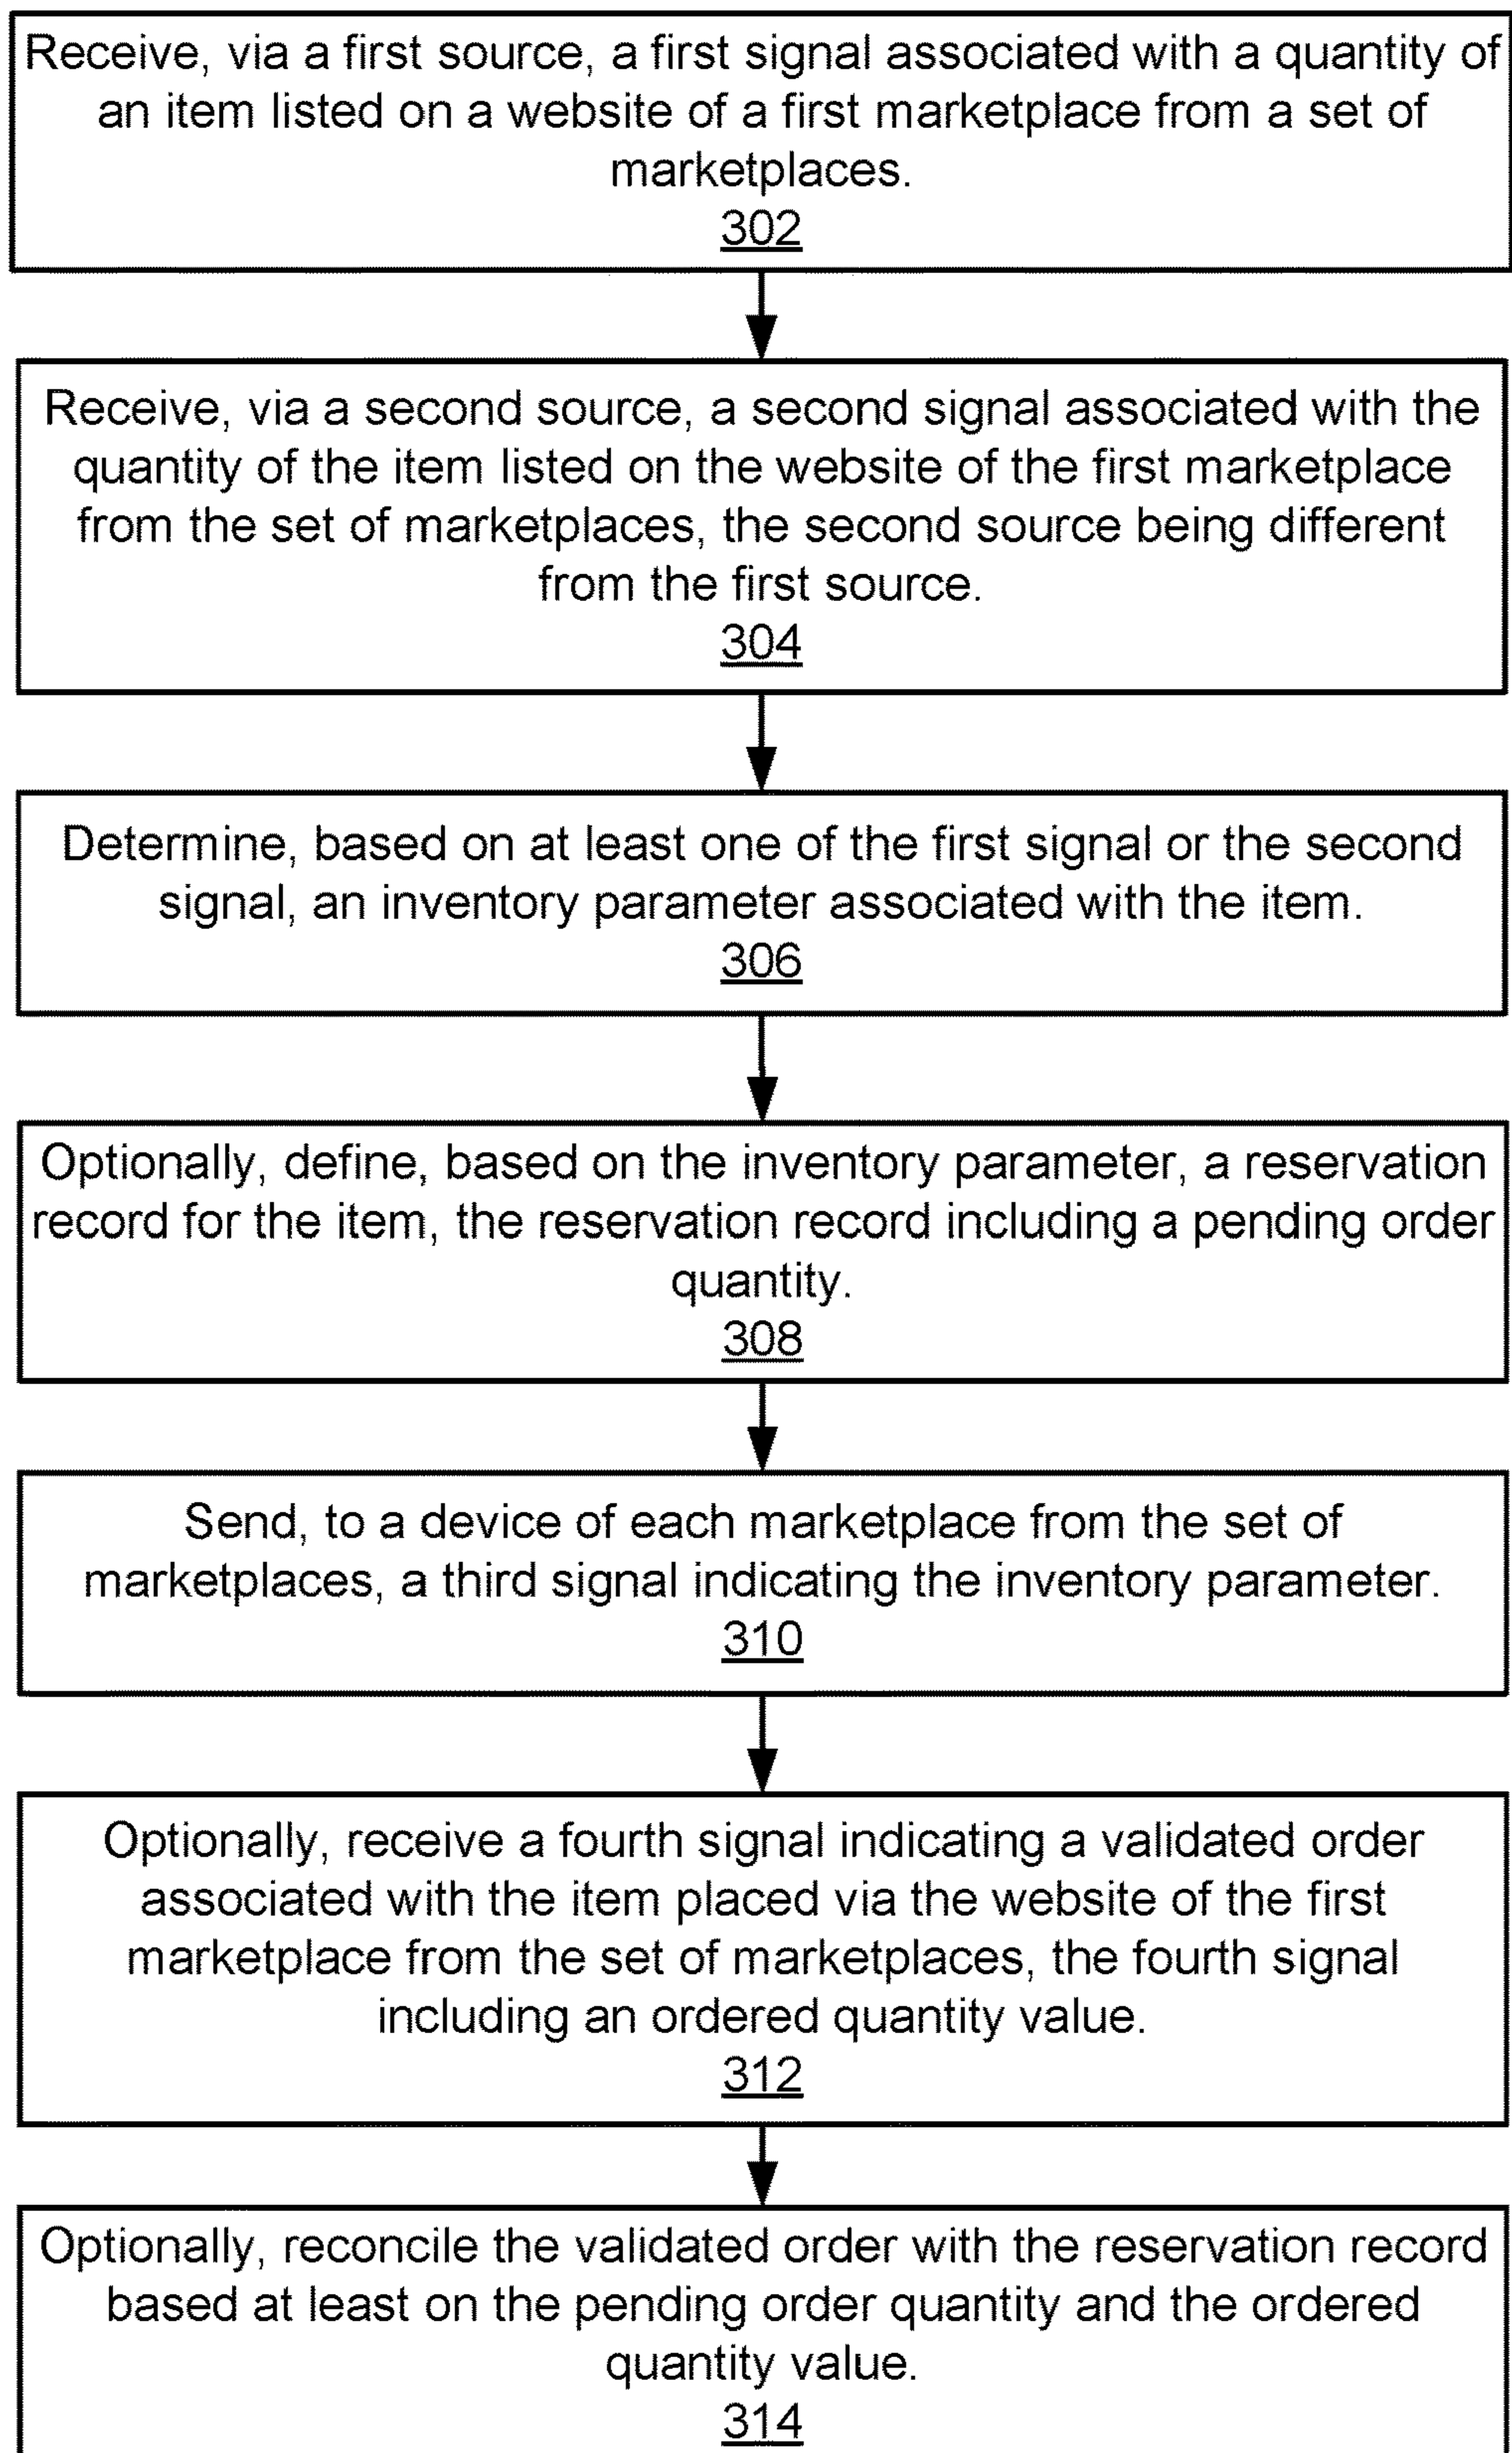 Receive, via a first source, a first signal associated with a quantity of
an item listed on a website of a first marketplace from a set of
marketplaces.
302
Receive, via a second source, a second signal associated with the
quantity of the item listed on the website of the first marketplace
from the set of marketplaces, the second source being different
from the first source.
304
Determine, based on at least one of the first signal or the second
signal, an inventory parameter associated with the item.
306
Optionally, define, based on the inventory parameter, a reservation
record for the item, the reservation record including a pending order
quantity.
308
Send, to a device of each marketplace from the set of
marketplaces, a third signal indicating the inventory parameter.
310
Optionally, receive a fourth signal indicating a validated order
associated with the item placed via the website of the first
marketplace from the set of marketplaces, the fourth signal
including an ordered quantity value.
312
Optionally, reconcile the validated order with the reservation record
based at least on the pending order quantity and the ordered
quantity value.
314